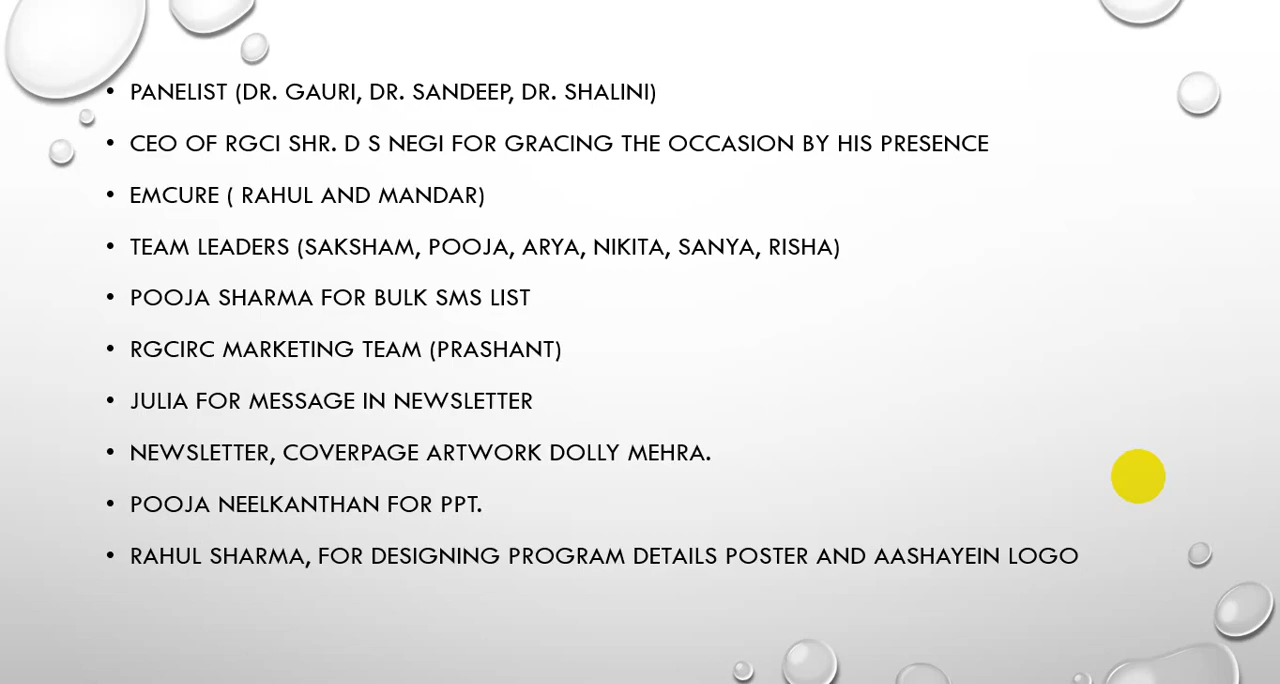 • PANELIST (DR. GAURI, DR. SANDEEP, DR. SHALINI)
• CEO OF RGCI SHR. D S NEGI FOR GRACING THE OCCASION BY HIS PRESENCE
• EMCURE ( RAHUL AND MANDAR)
• TEAM LEADERS (SAKSHAM, POOJA, ARYA, NIKITA, SANYA, RISHA)
• POOJA SHARMA FOR BULK SMS LIST
• RGCIRC MARKETING TEAM (PRASHANT)
• JULIA FOR MESSAGE IN NEWSLETTER
• NEWSLETTER, COVERPAGE ARTWORK DOLLY MEHRA.
• POOJA NEELKANTHAN FOR PPT.
• RAHUL SHARMA, FOR DESIGNING PROGRAM DETAILS POSTER AND AASHAYEIN LOGO